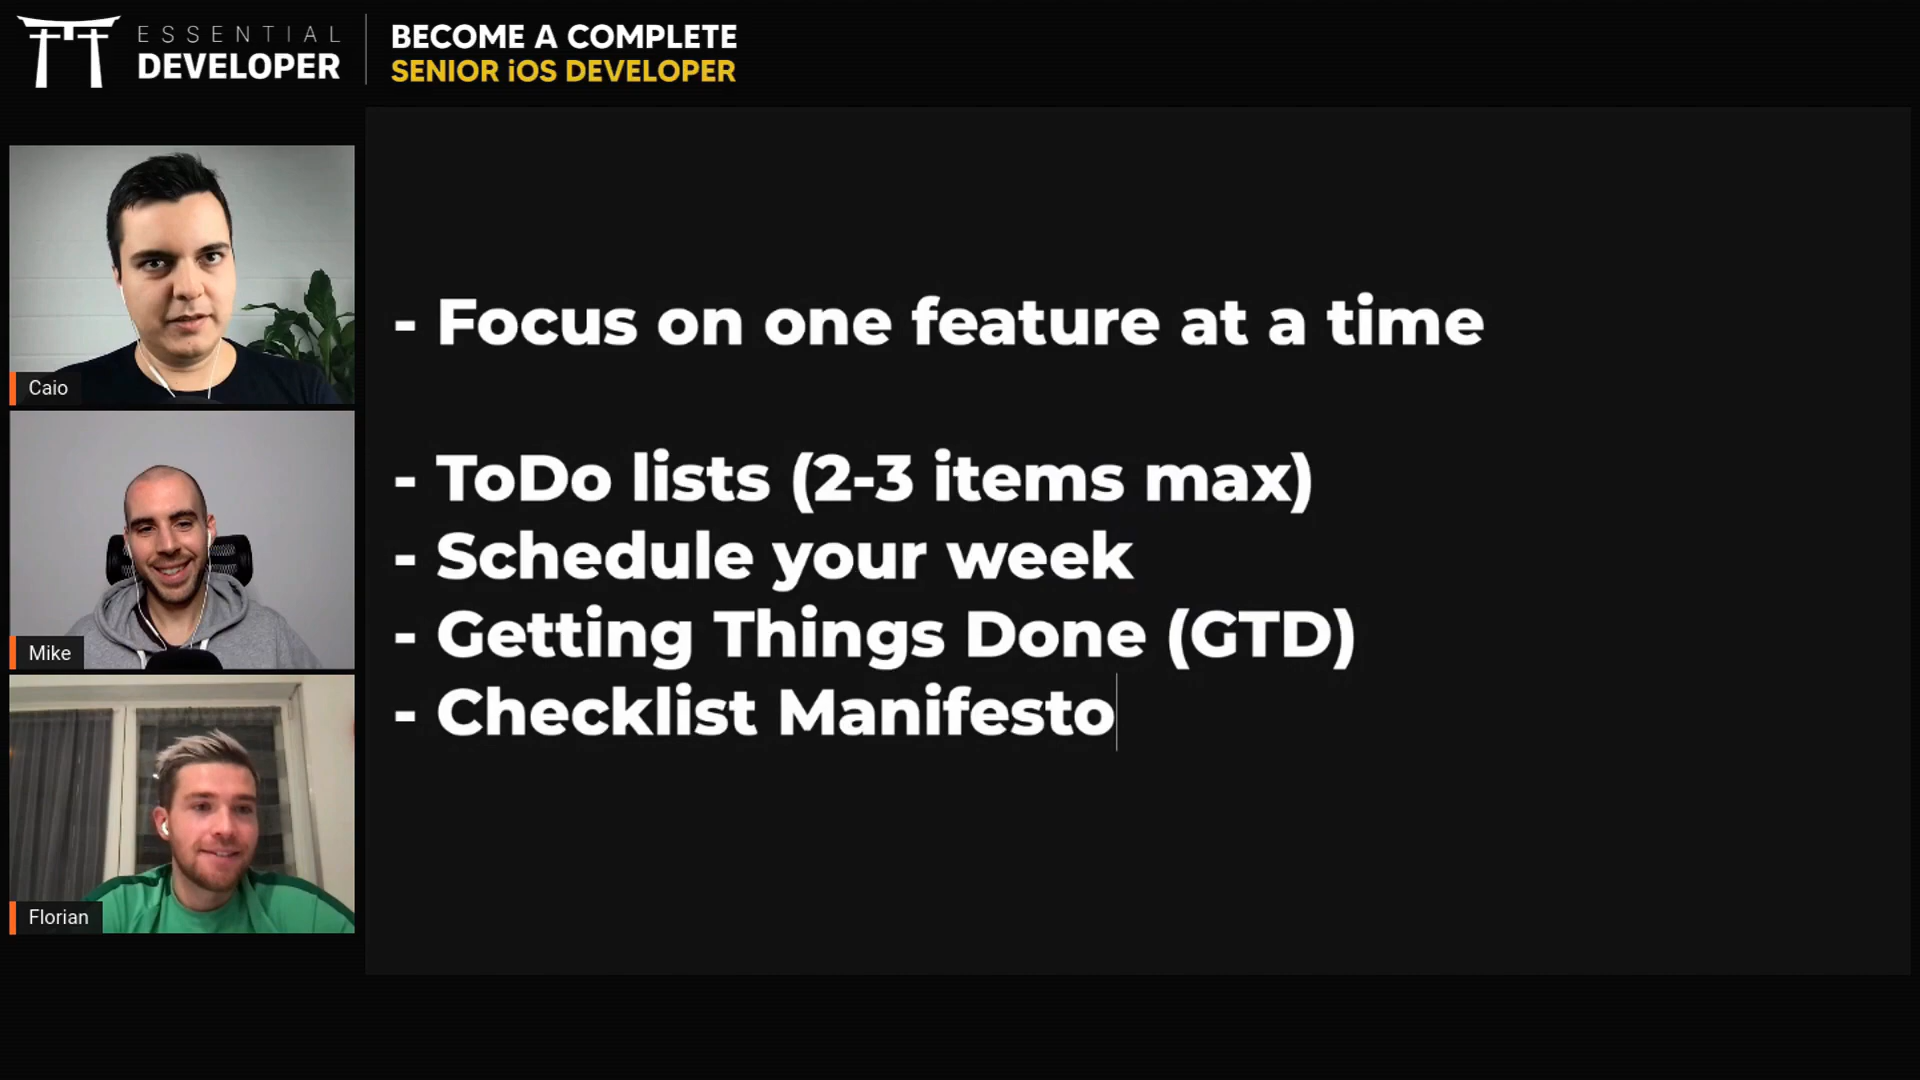 ESSENTIAL
DEVELOPER
BECOME A COMPLETE
SENIOR iOS DEVELOPER
Caio
Mike
Florian
- Focus on one feature at a time
- ToDo lists (2-3 items max)
- Schedule your week
- Getting Things Done (GTD)
- Checklist Manifesto